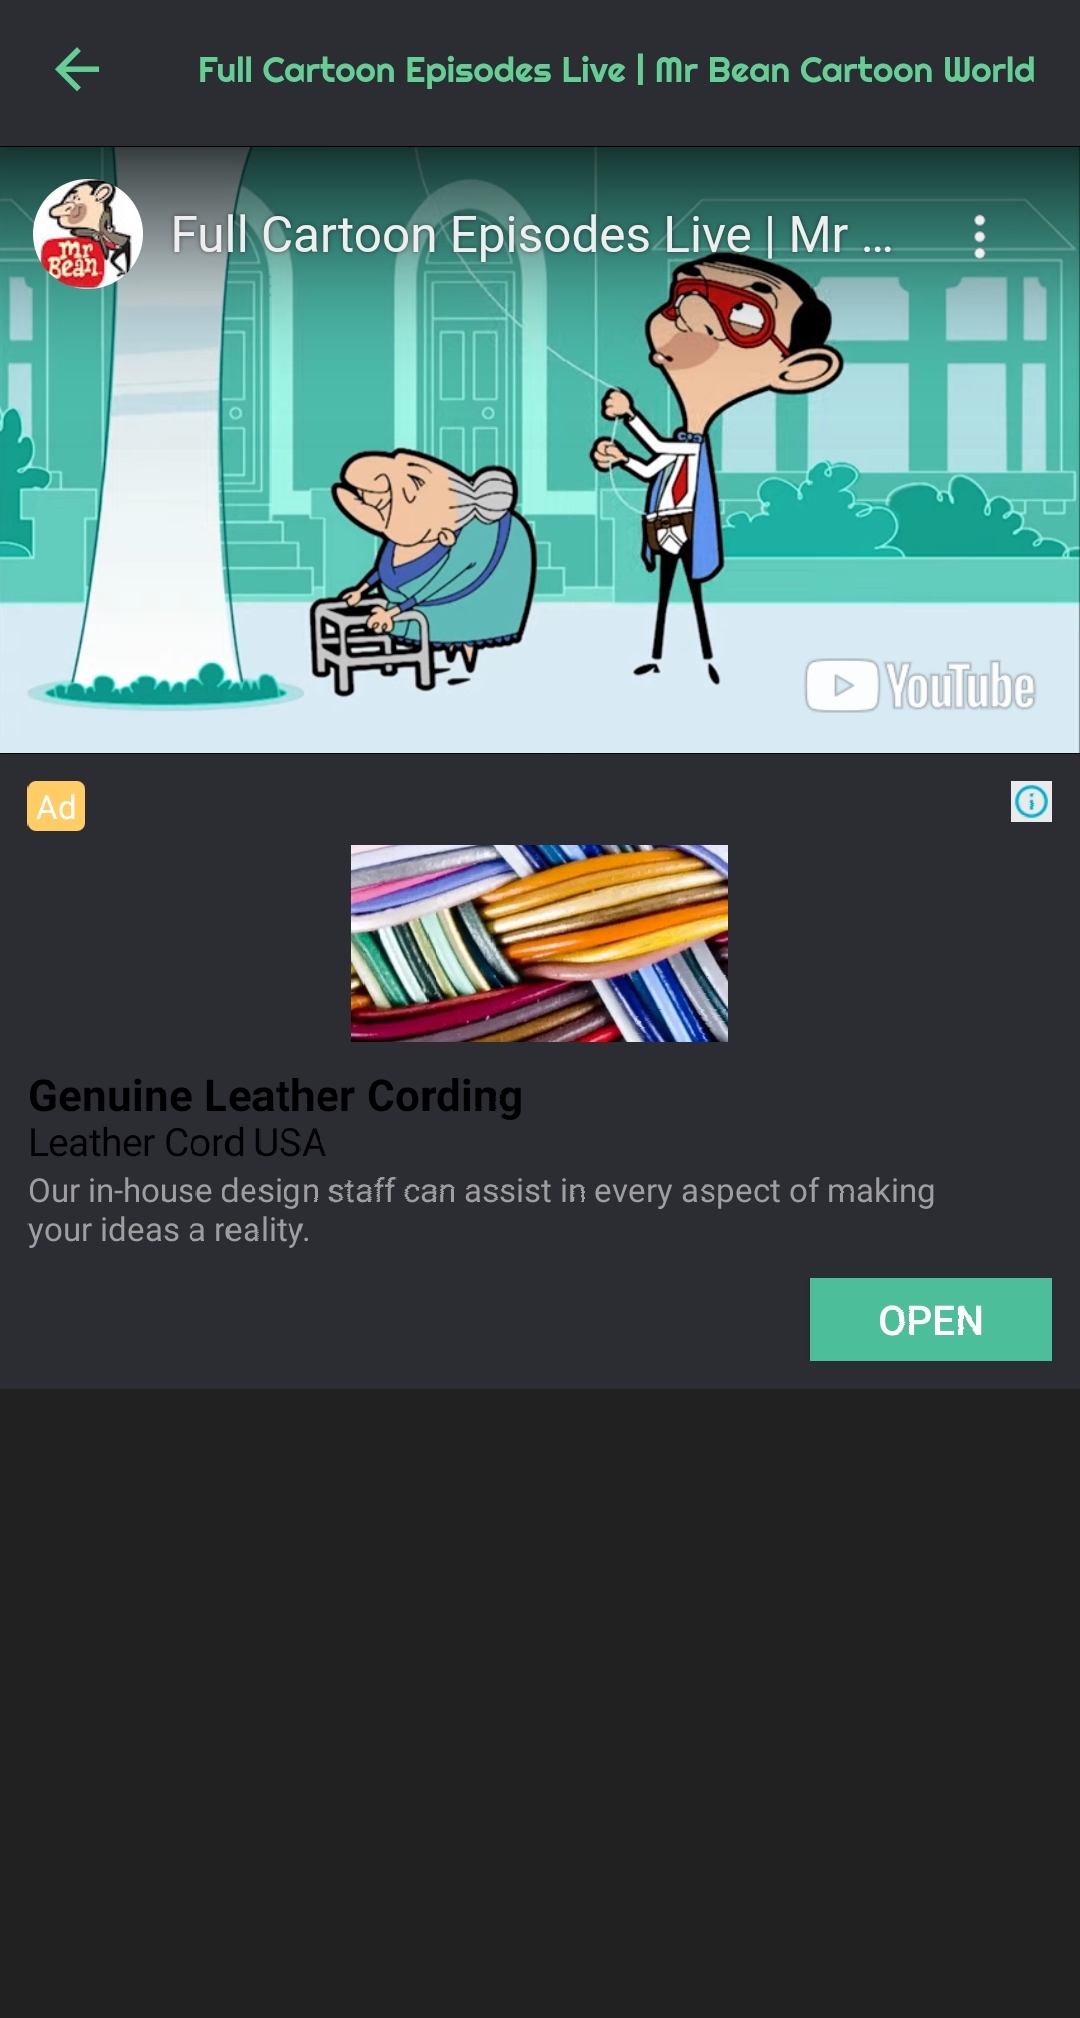 Full Cartoon Episodes Live | Mr Bean Cartoon World
Mr Bean
Full Cartoon Episodes Live | Mr ...
YouTube
Ad
Genuine Leather Cording
Leather Cord USA
Our in-house design staff can assist in every aspect of making
your ideas a reality.
OPEN